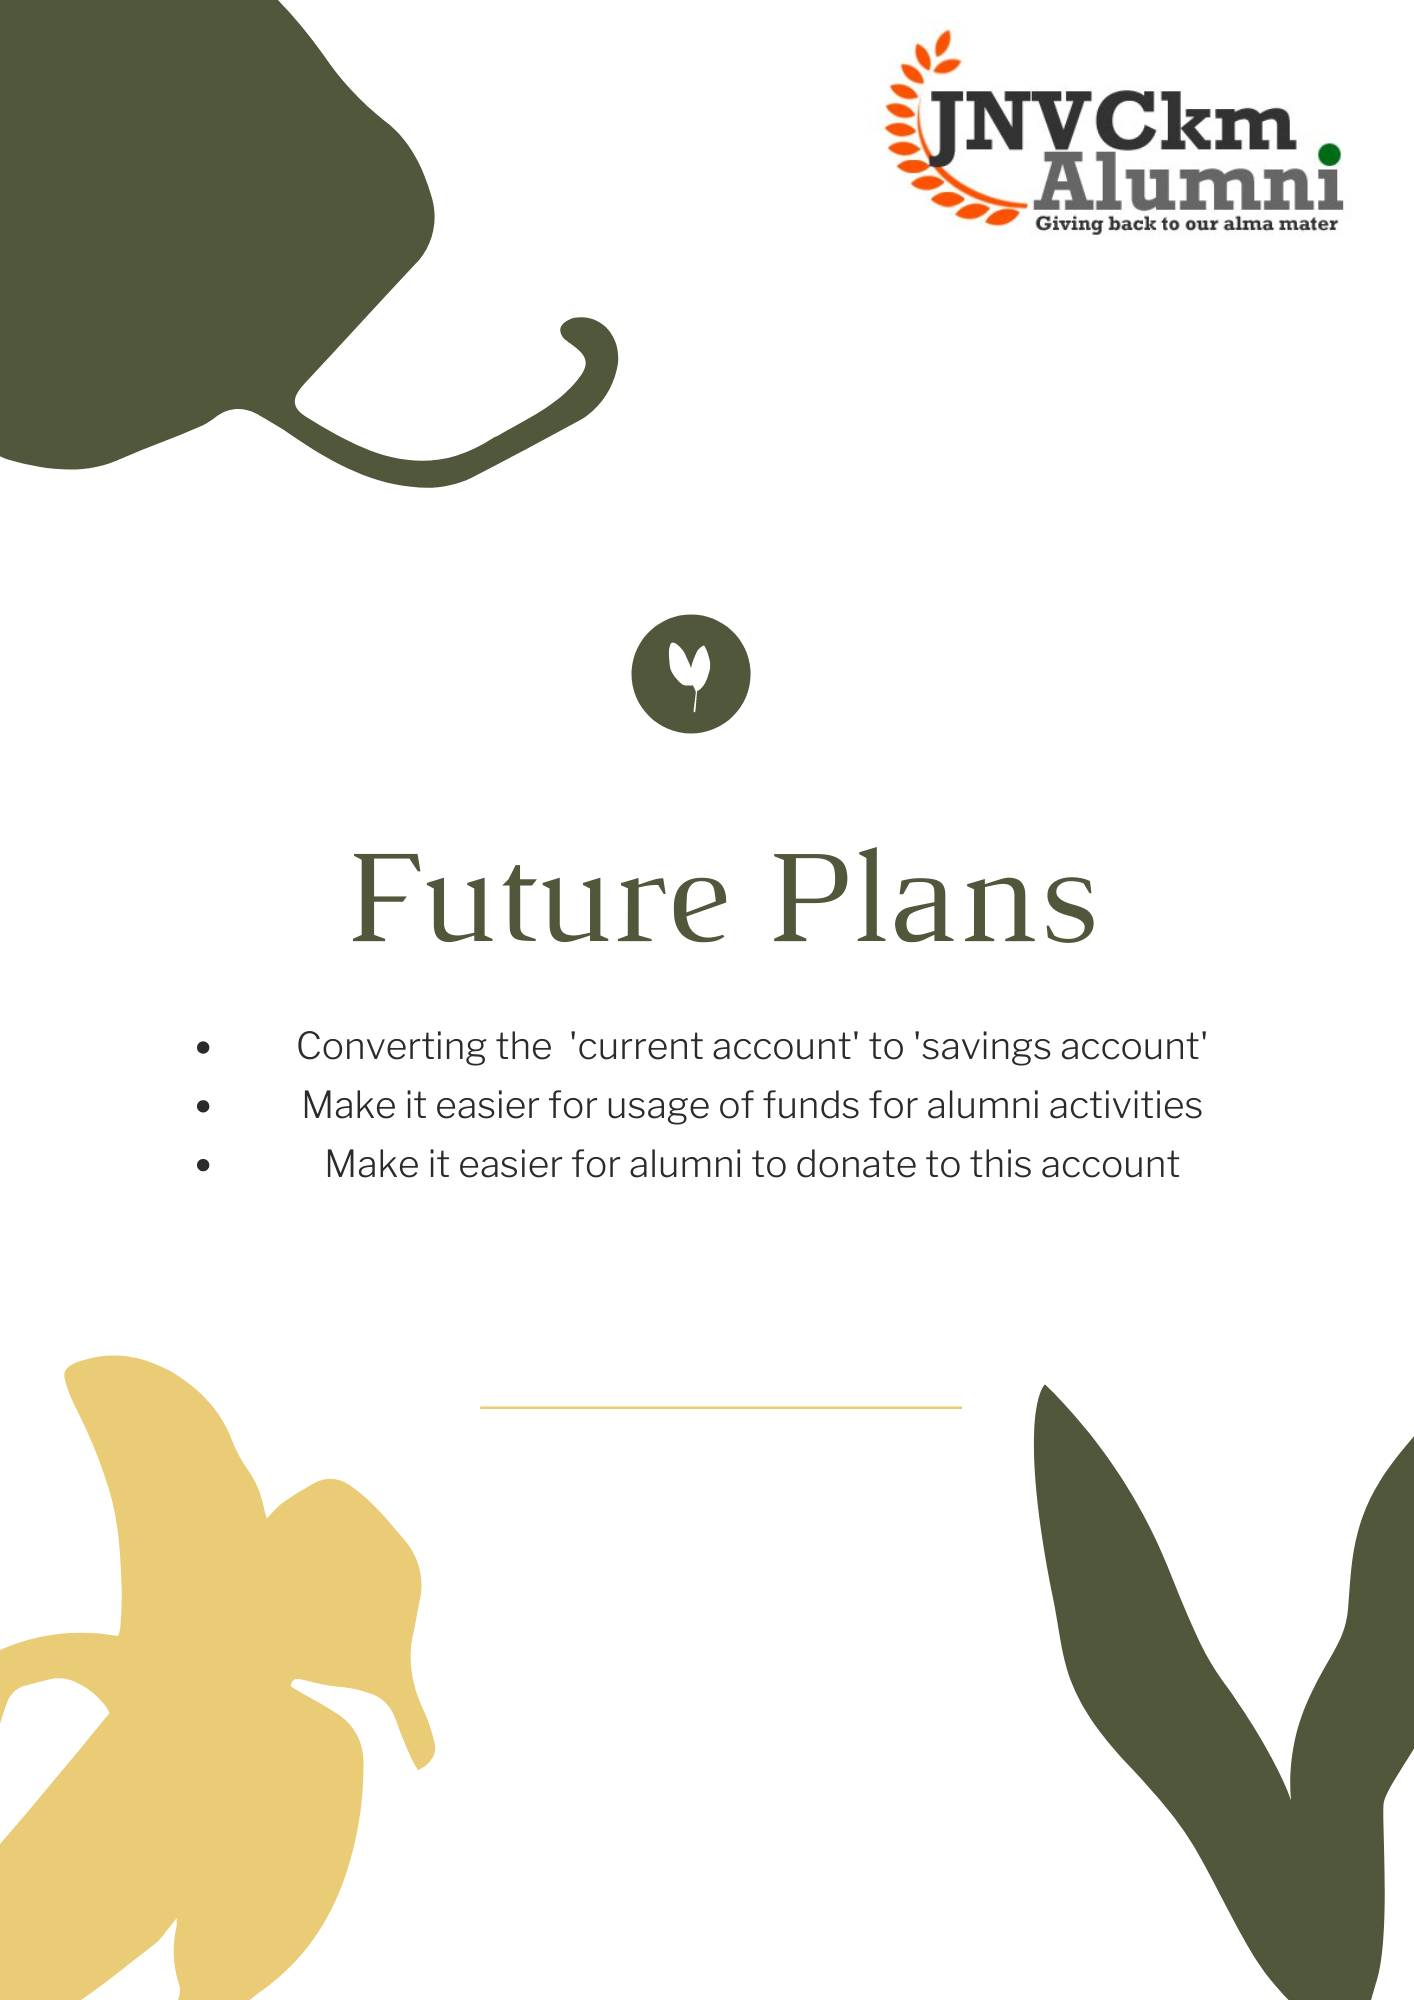 JNVCkm
Alumni
Giving back to our alma mater
Future Plans
• Converting the 'current account' to 'savings account'
• Make it easier for usage of funds for alumni activities
• Make it easier for alumni to donate to this account